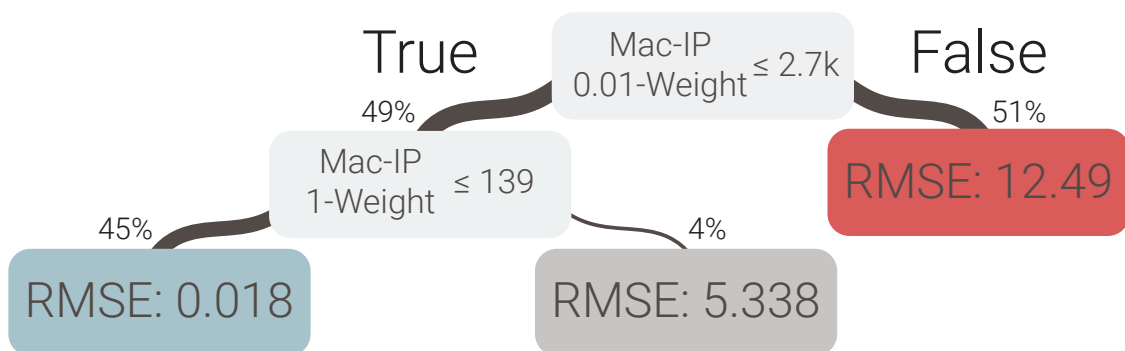 True
Mac-IP
0.01-Weight ≤ 2.7k
False
49%
51%
Mac-IP
1-Weight ≤ 139
RMSE: 12.49
45%
4%
RMSE: 0.018
RMSE: 5.338